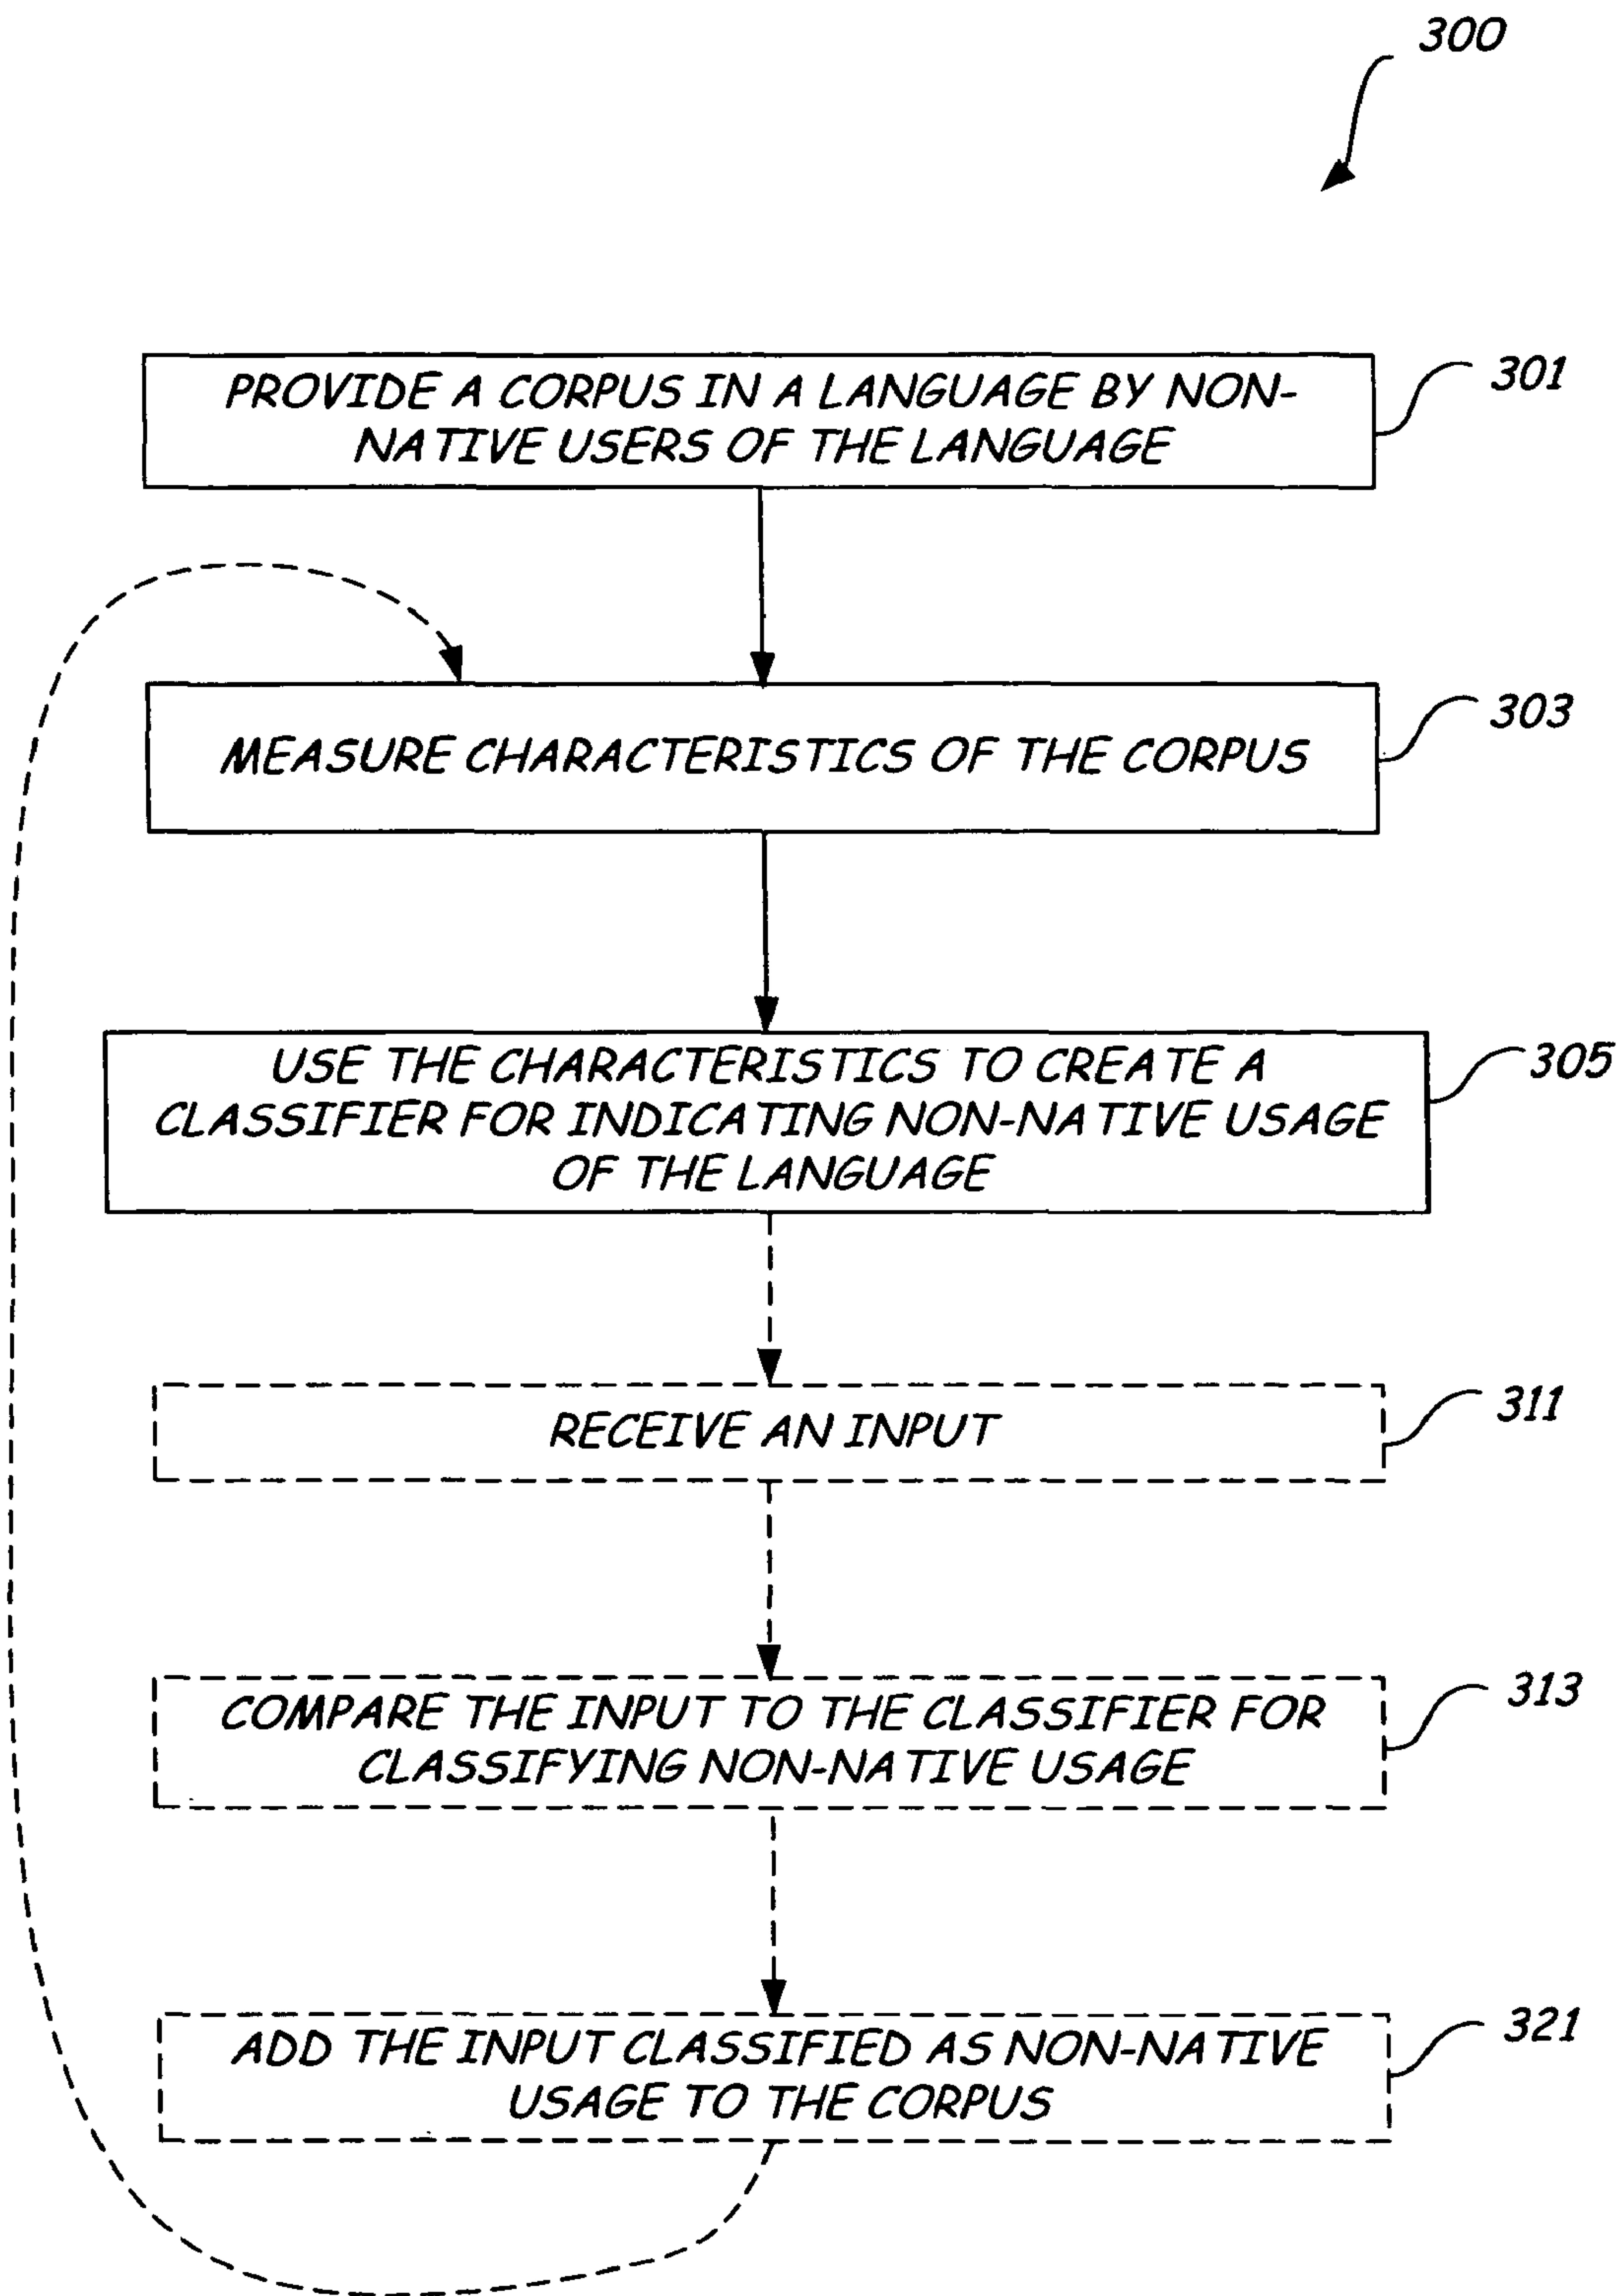 300
PROVIDE A CORPUS IN A LANGUAGE BY NON-
NATIVE USERS OF THE LANGUAGE
301
MEASURE CHARACTERISTICS OF THE CORPUS
303
USE THE CHARACTERISTICS TO CREATE A
CLASSIFIER FOR INDICATING NON-NATIVE USAGE
OF THE LANGUAGE
305
RECEIVE AN INPUT
311
COMPARE THE INPUT TO THE CLASSIFIER FOR
CLASSIFYING NON-NATIVE USAGE
313
ADD THE INPUT CLASSIFIED AS NON-NATIVE
USAGE TO THE CORPUS
321